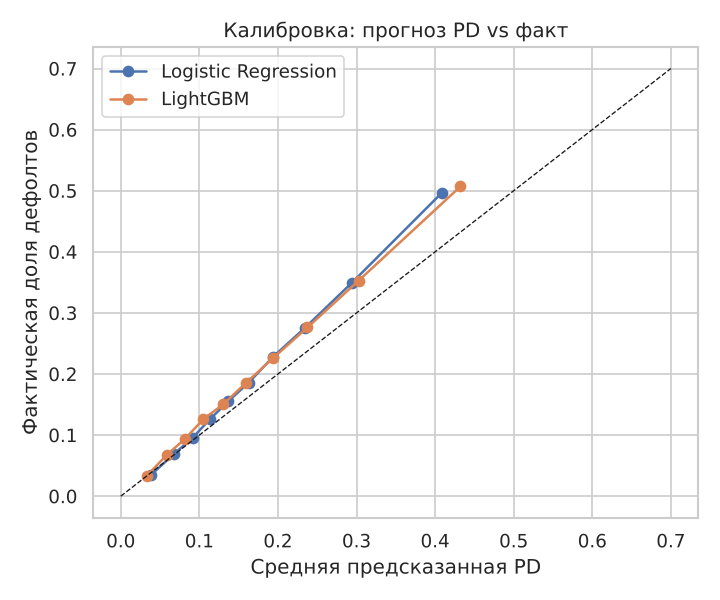 Калибровка: прогноз PD vs факт
Logistic Regression
LightGBM
Фактическая доля дефолтов
0.7
0.6
0.5
0.4
0.3
0.2
0.1
0.0
0.0 0.1 0.2 0.3 0.4 0.5 0.6 0.7
Средняя предсказанная PD